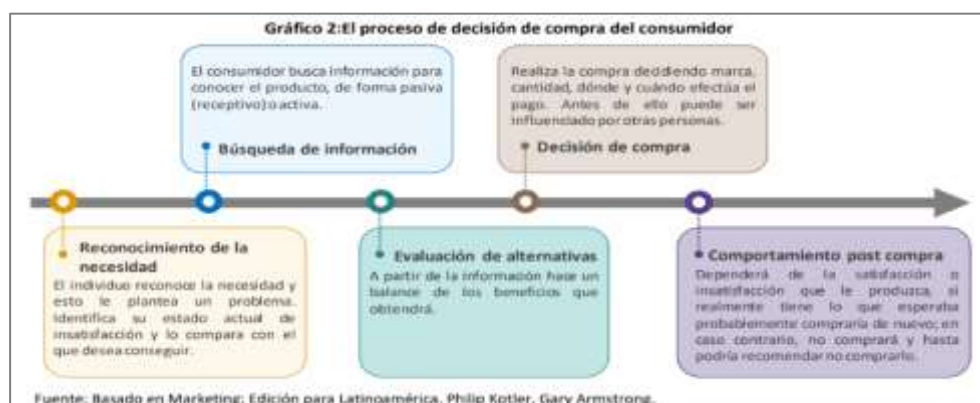 Gráfico 2:El proceso de decisión de compra del consumidor
El consumidor busca información para
conocer el producto, de forma pasiva
(receptivo) o activa.
Búsqueda de información
Realiza la compra decidiendo marca,
cantidad, dónde y cuándo efectúa el
pago. Antes de ello puede ser
influenciado por otras personas.
Decisión de compra
Reconocimiento de la
necesidad
El individuo reconoce la necesidad y
esto le plantea un problema.
Identifica su estado actual de
insatisfacción y lo compara con el
que desea conseguir.
Evaluación de alternativas
A partir de la información hace un
balance de los beneficios que
obtendrá.
Comportamiento post compra
Dependerá de la satisfacción o
insatisfacción que le produzca, si
realmente tiene lo que esperaba
probablemente compraría de nuevo; en
caso contrario, no comprará y hasta
podría recomendar no comprarlo.
Fuente: Basado en Marketing: Edición para Latinoamérica. Philip Kotler, Gary Armstrong.